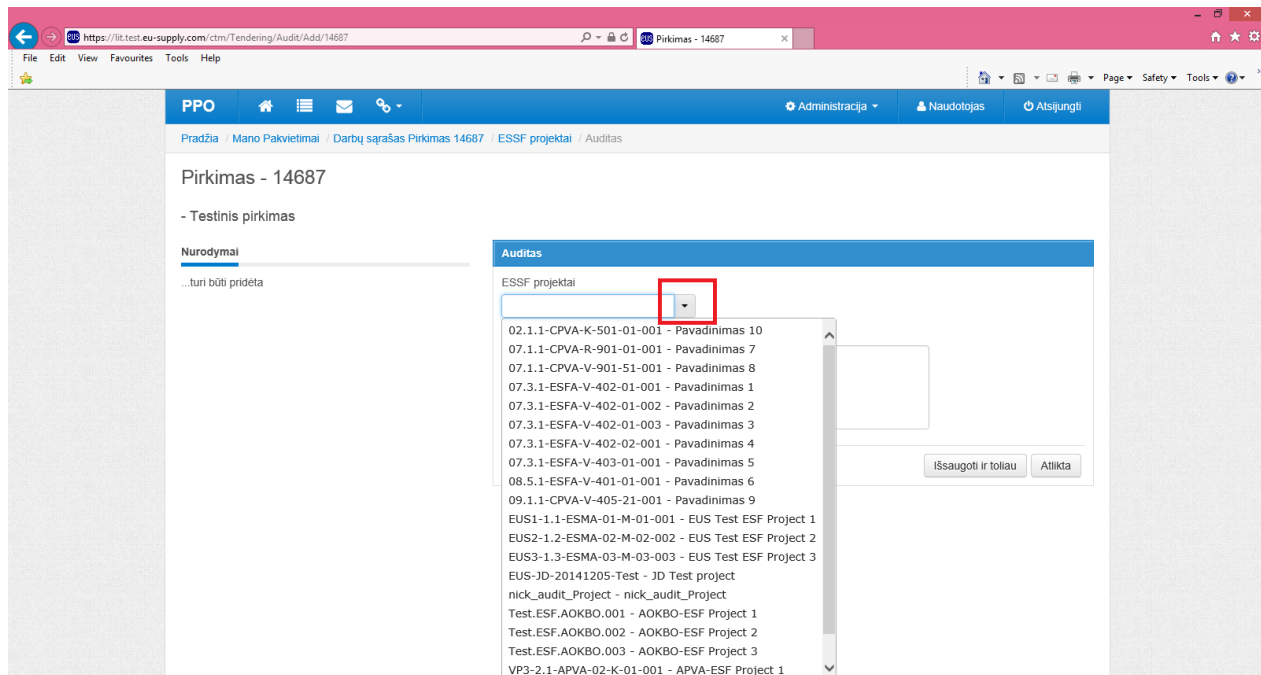 https://lit.test.eu-supply.com/ctm/Tendering/Audit/Add/14687
Pirkimas - 14687
File Edit View Favourites Tools Help
Page Safety Tools
PPO
Administracija
Naudotojas
Atsijungti
Pradžia / Mano Pakvietimai / Darbų sąrašas Pirkimas 14687 / ESSF projektai / Auditas
Pirkimas - 14687
- Testinis pirkimas
Nurodymai
...turi būti pridėta
Auditas
ESSF projektai
02.1.1-CPVA-K-501-01-001 - Pavadinimas 10
07.1.1-CPVA-R-901-01-001 - Pavadinimas 7
07.1.1-CPVA-V-901-51-001 - Pavadinimas 8
07.3.1-ESFA-V-402-01-001 - Pavadinimas 1
07.3.1-ESFA-V-402-01-002 - Pavadinimas 2
07.3.1-ESFA-V-402-01-003 - Pavadinimas 3
07.3.1-ESFA-V-402-02-001 - Pavadinimas 4
07.3.1-ESFA-V-403-01-001 - Pavadinimas 5
08.5.1-ESFA-V-401-01-001 - Pavadinimas 6
09.1.1-CPVA-V-405-21-001 - Pavadinimas 9
EUS1-1.1-ESMA-01-M-01-001 - EUS Test ESF Project 1
EUS2-1.2-ESMA-02-M-02-002 - EUS Test ESF Project 2
EUS3-1.3-ESMA-03-M-03-003 - EUS Test ESF Project 3
EUS-JD-20141205-Test - JD Test project
nick_audit_Project - nick_audit_Project
Test.ESF.AOKBO.001 - AOKBO-ESF Project 1
Test.ESF.AOKBO.002 - AOKBO-ESF Project 2
Test.ESF.AOKBO.003 - AOKBO-ESF Project 3
VP3-2.1-APVA-02-K-01-001 - APVA-ESF Project 1
Išsaugoti ir toliau
Atlikta